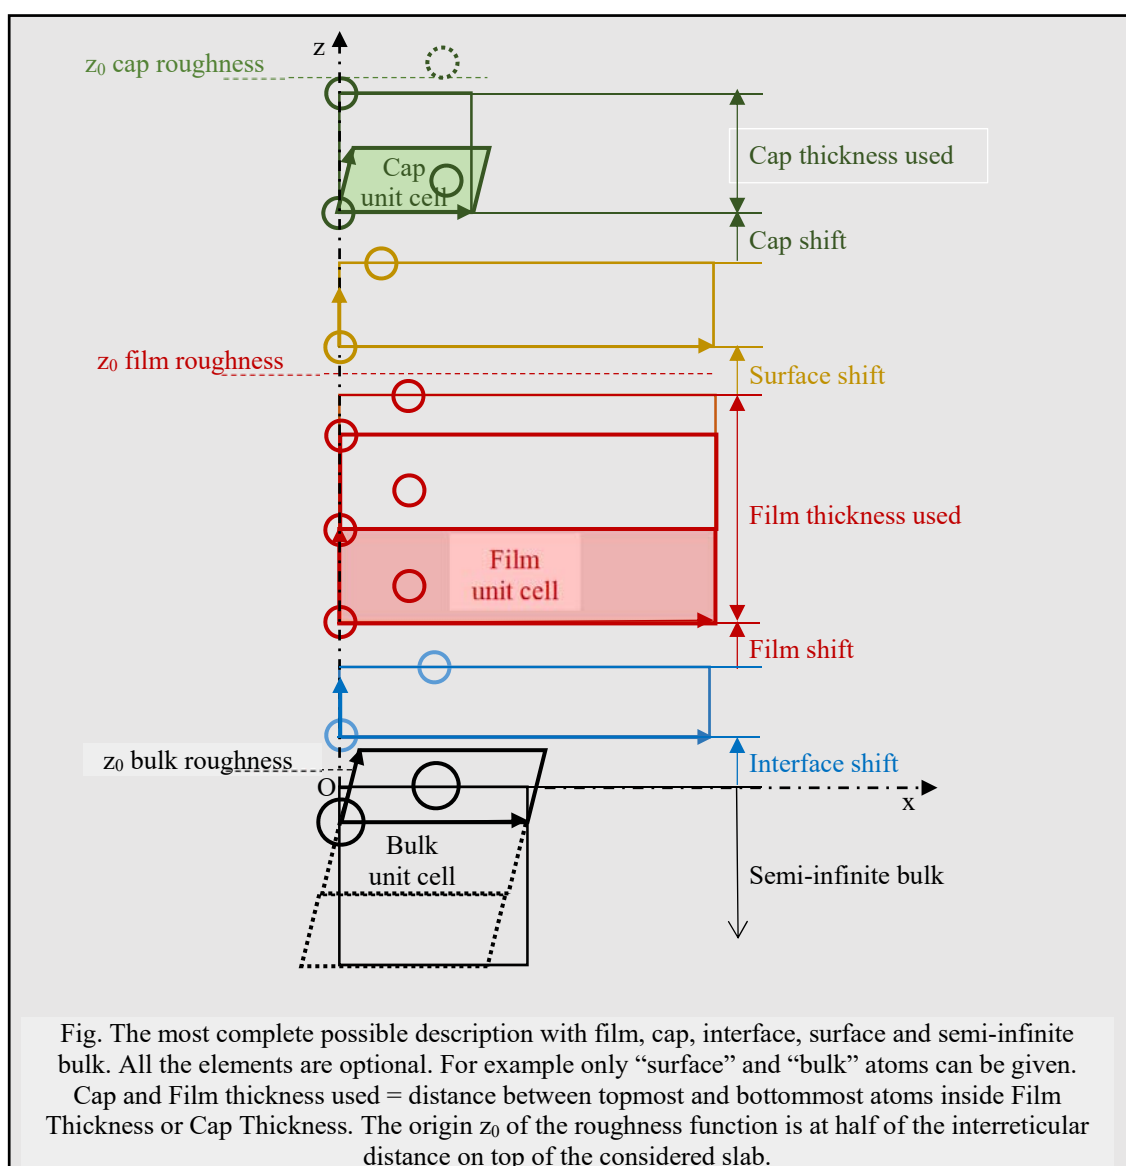 z
z₀ cap roughness
Cap
unit cell
Cap thickness used
Cap shift
z₀ film roughness
Surface shift
Film thickness used
Film
unit cell
Film shift
z₀ bulk roughness
Interface shift
O
x
Bulk
unit cell
Semi-infinite bulk
Fig. The most complete possible description with film, cap, interface, surface and semi-infinite
bulk. All the elements are optional. For example only “surface” and “bulk” atoms can be given.
Cap and Film thickness used = distance between topmost and bottommost atoms inside Film
Thickness or Cap Thickness. The origin z₀ of the roughness function is at half of the interreticular
distance on top of the considered slab.